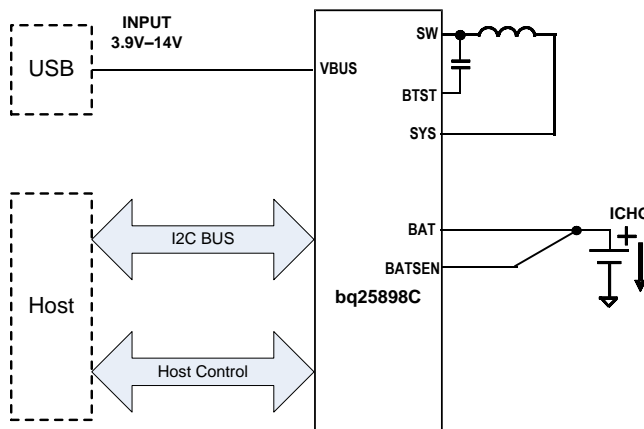 INPUT
3.9V–14V
USB
VBUS
SW
BTST
SYS
I2C BUS
Host
Host Control
BAT
BATSEN
bq25898C
ICHG
+